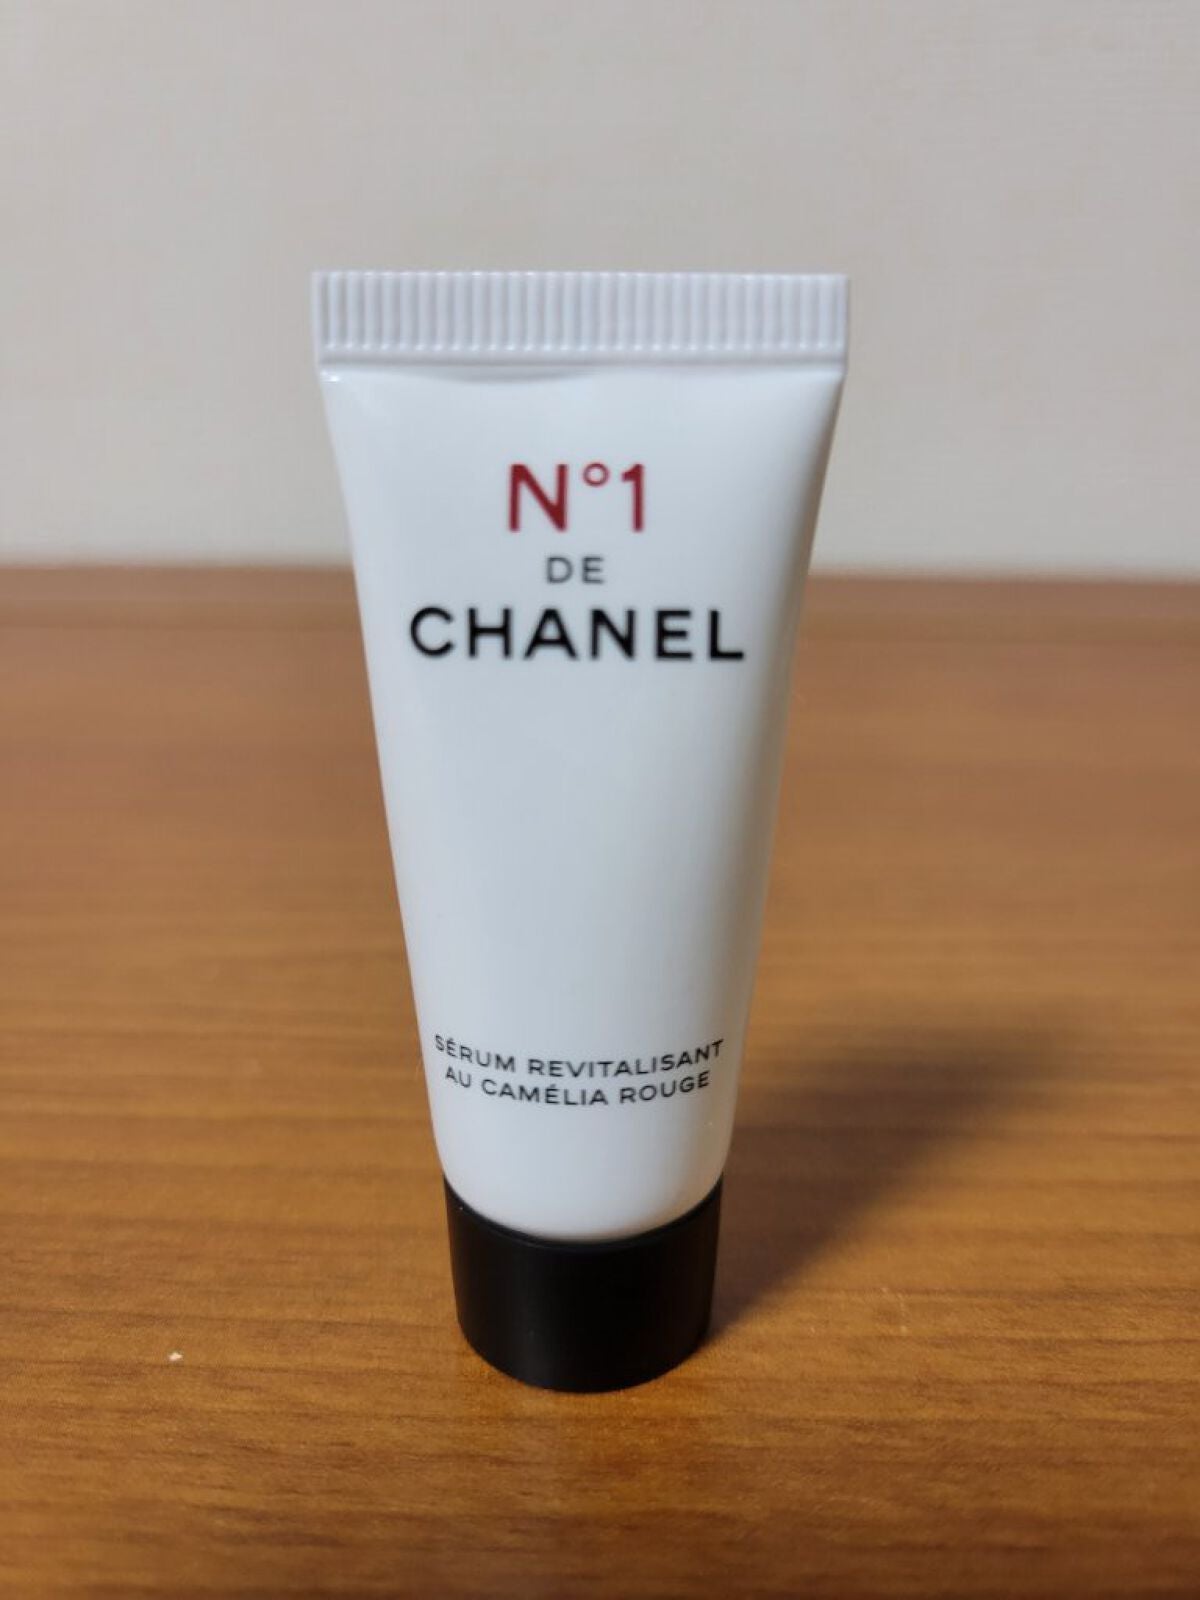 N°1
DE
CHANEL
SÉRUM REVITALISANT
AU CAMÉLIA ROUGE